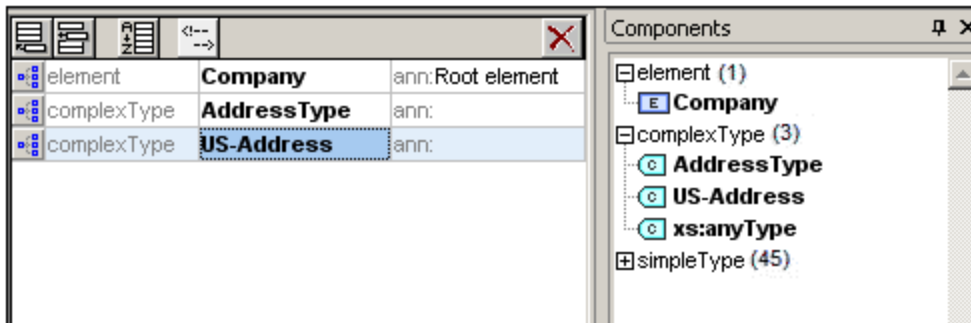 element Company ann:Root element
complexType AddressType ann:
complexType US-Address ann:
Components
element (1)
E Company
complexType (3)
C AddressType
C US-Address
C xs:anyType
simpleType (45)